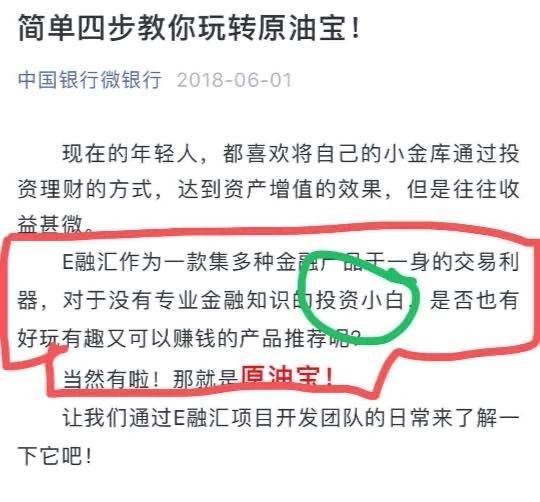 简单四步教你玩转原油宝！
中国银行微银行 2018-06-01
现在的年轻人，都喜欢将自己的小金库通过投
资理财的方式，达到资产增值的效果，但是往往收
益甚微。
E融汇作为一款集多种金融产品于一身的交易利
器，对于没有专业金融知识的投资小白，是否也有
好玩有趣又可以赚钱的产品推荐呢？
当然有啦！那就是原油宝！
让我们通过E融汇项目开发团队的日常来了解一
下它吧！